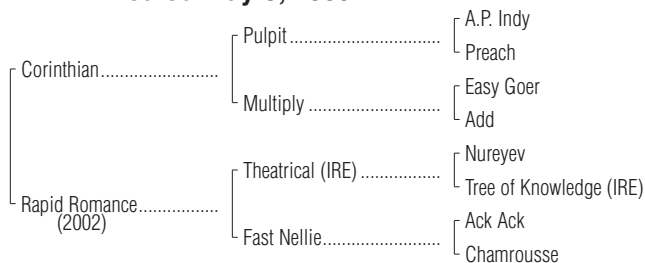 Pulpit
A.P. Indy
Preach
Corinthian
Multiply
Easy Goer
Add
Theatrical (IRE)
Nureyev
Tree of Knowledge (IRE)
Rapid Romance
(2002)
Fast Nellie
Ack Ack
Chamrousse